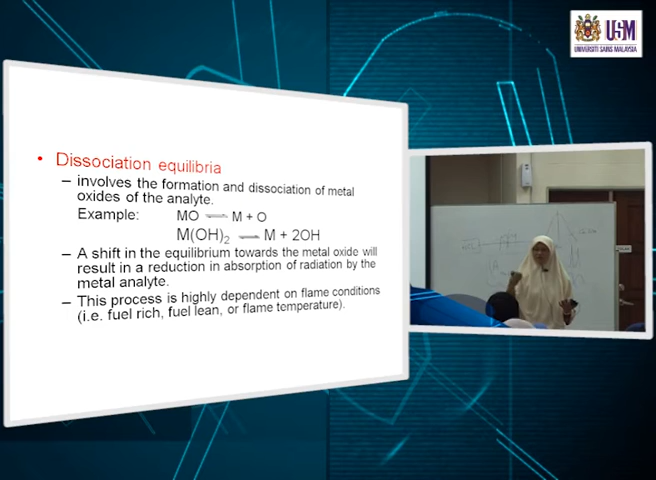 USM
UNIVERSITI SAINS MALAYSIA
• Dissociation equilibria
– involves the formation and dissociation of metal
oxides of the analyte.
Example: MO ⇌ M + O
M(OH)₂ ⇌ M + 2OH
– A shift in the equilibrium towards the metal oxide will
result in a reduction in absorption of radiation by the
metal analyte.
– This process is highly dependent on flame conditions
(i.e. fuel rich, fuel lean, or flame temperature).